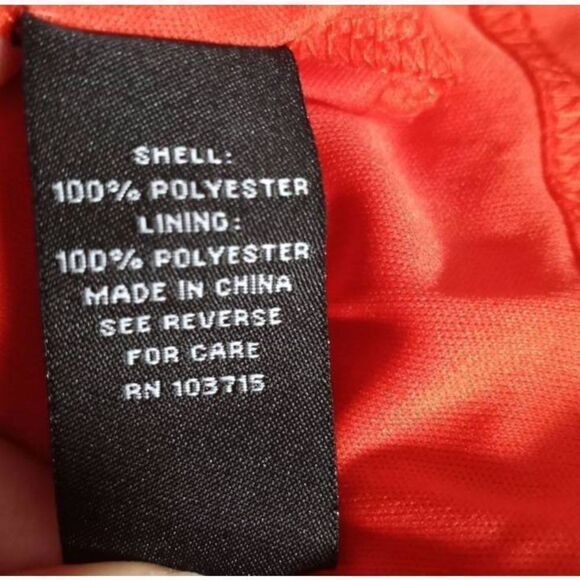 SHELL:
100% POLYESTER
LINING:
100% POLYESTER
MADE IN CHINA
SEE REVERSE
FOR CARE
RN 103715